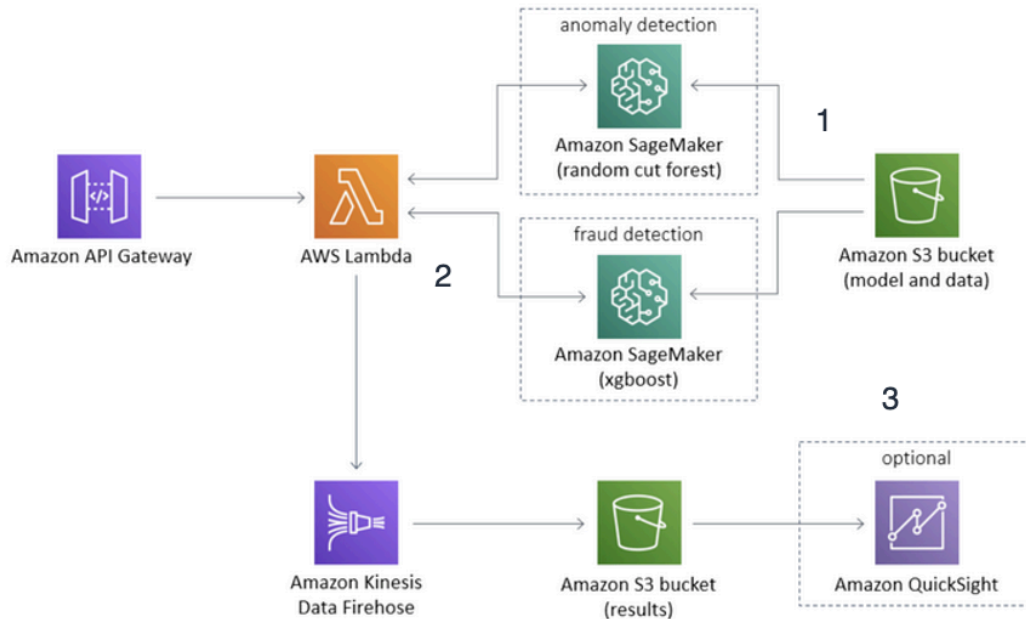 anomaly detection
Amazon SageMaker
(random cut forest)
1
Amazon API Gateway
AWS Lambda
2
fraud detection
Amazon SageMaker
(xgboost)
Amazon S3 bucket
(model and data)
3
Amazon Kinesis
Data Firehose
Amazon S3 bucket
(results)
optional
Amazon QuickSight